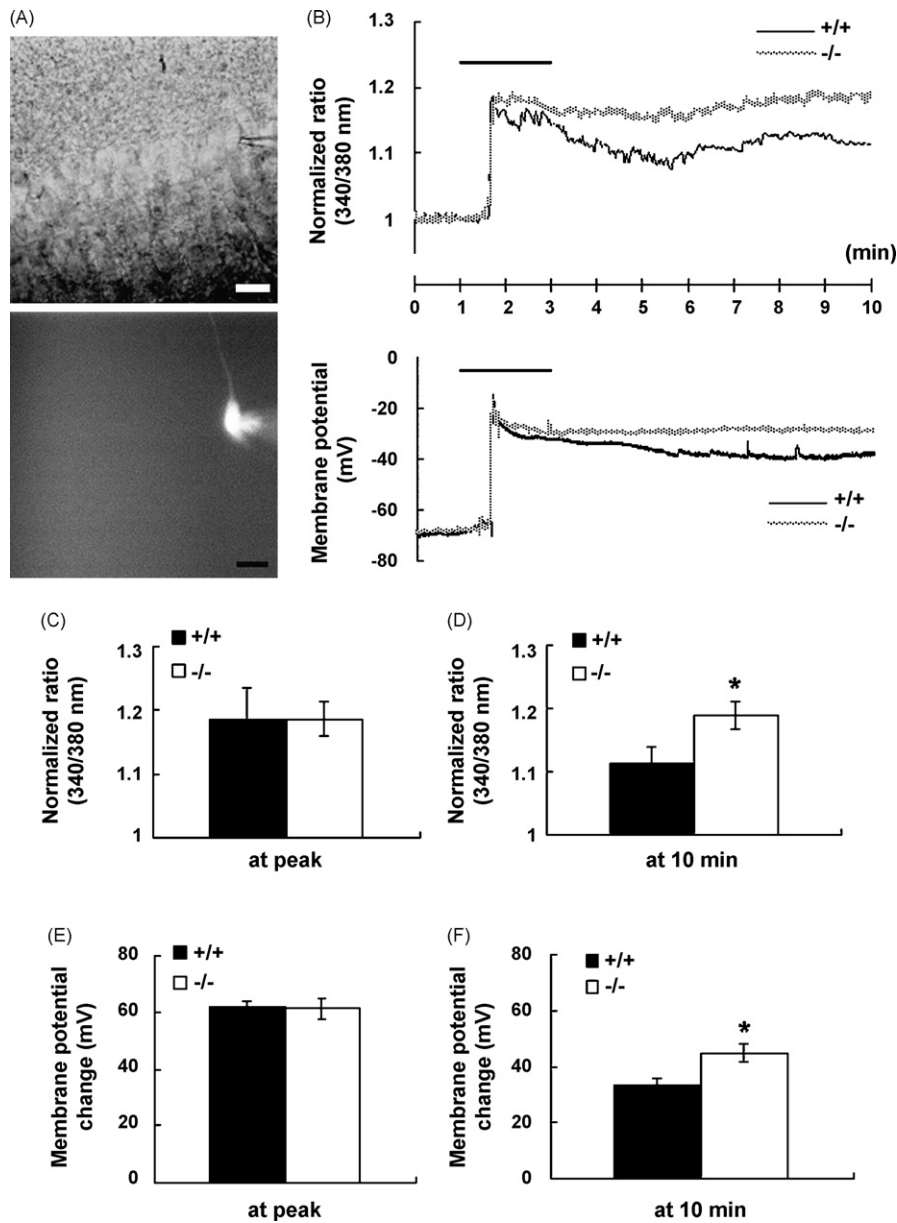 (A)
(B)
Normalized ratio
(340/380 nm)
1.3
1.2
1.1
1
+/+
-/-
(min)
0 1 2 3 4 5 6 7 8 9 10
Membrane potential
(mV)
0
-20
-40
-60
-80
+/+
-/-
(C)
+/+
-/-
Normalized ratio
(340/380 nm)
1.3
1.2
1.1
1
at peak
(D)
+/+
-/-
Normalized ratio
(340/380 nm)
1.3
1.2
1.1
1
*
at 10 min
(E)
+/+
-/-
Membrane potential
change (mV)
80
60
40
20
0
at peak
(F)
+/+
-/-
Membrane potential
change (mV)
80
60
40
20
0
*
at 10 min